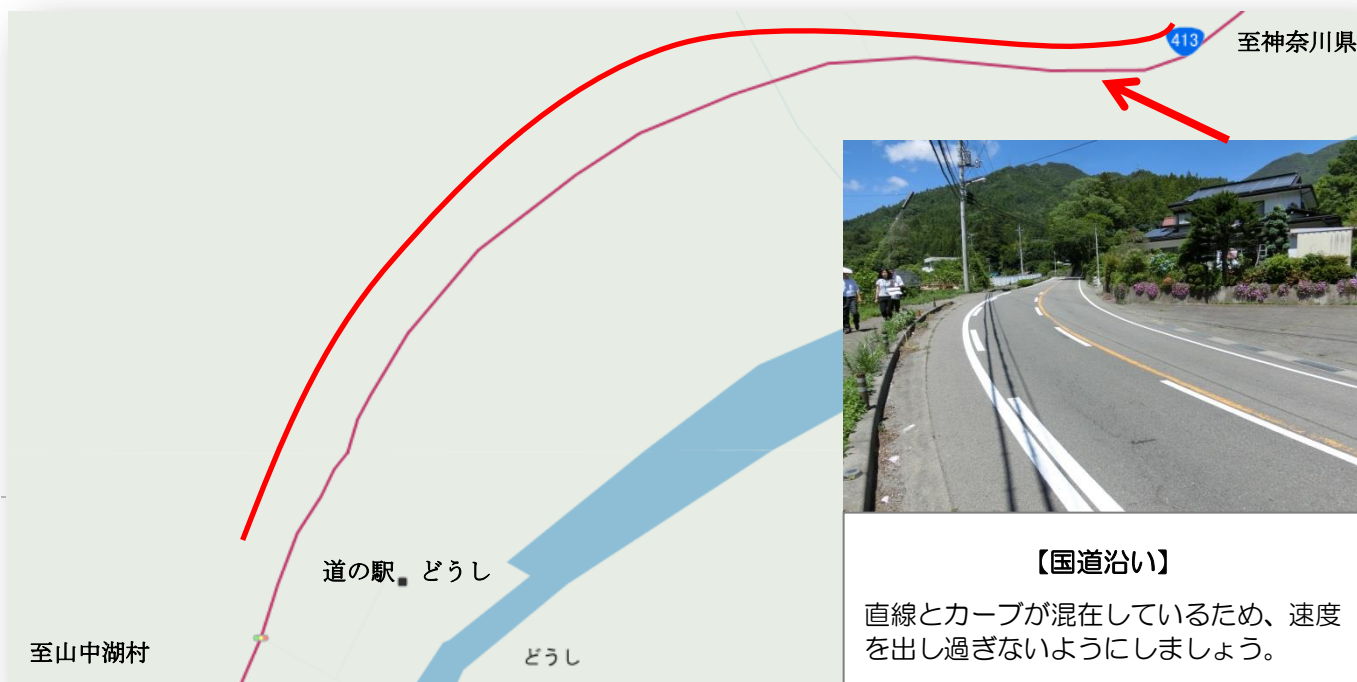 413
至神奈川県
道の駅 どうし
至山中湖村
どうし
【国道沿い】
直線とカーブが混在しているため、速度
を出し過ぎないようにしましょう。